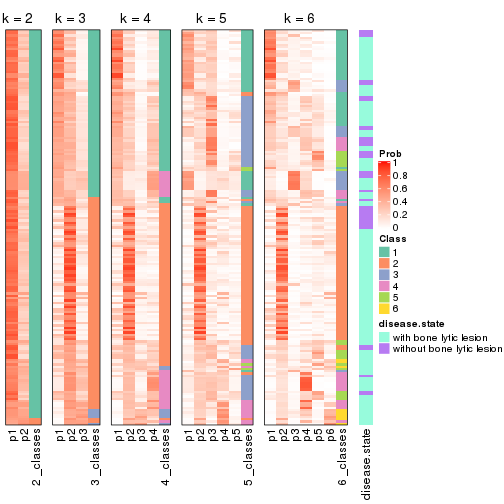 k = 2
k = 3
k = 4
k = 5
k = 6
Prob
1
0.8
0.6
0.4
0.2
0
Class
1
2
3
4
5
6
disease.state
with bone lytic lesion
without bone lytic lesion
p1
p2
2_classes
p1
p2
p3
3_classes
p1
p2
p3
p4
4_classes
p1
p2
p3
p4
p5
5_classes
p1
p2
p3
p4
p5
p6
6_classes
disease.state